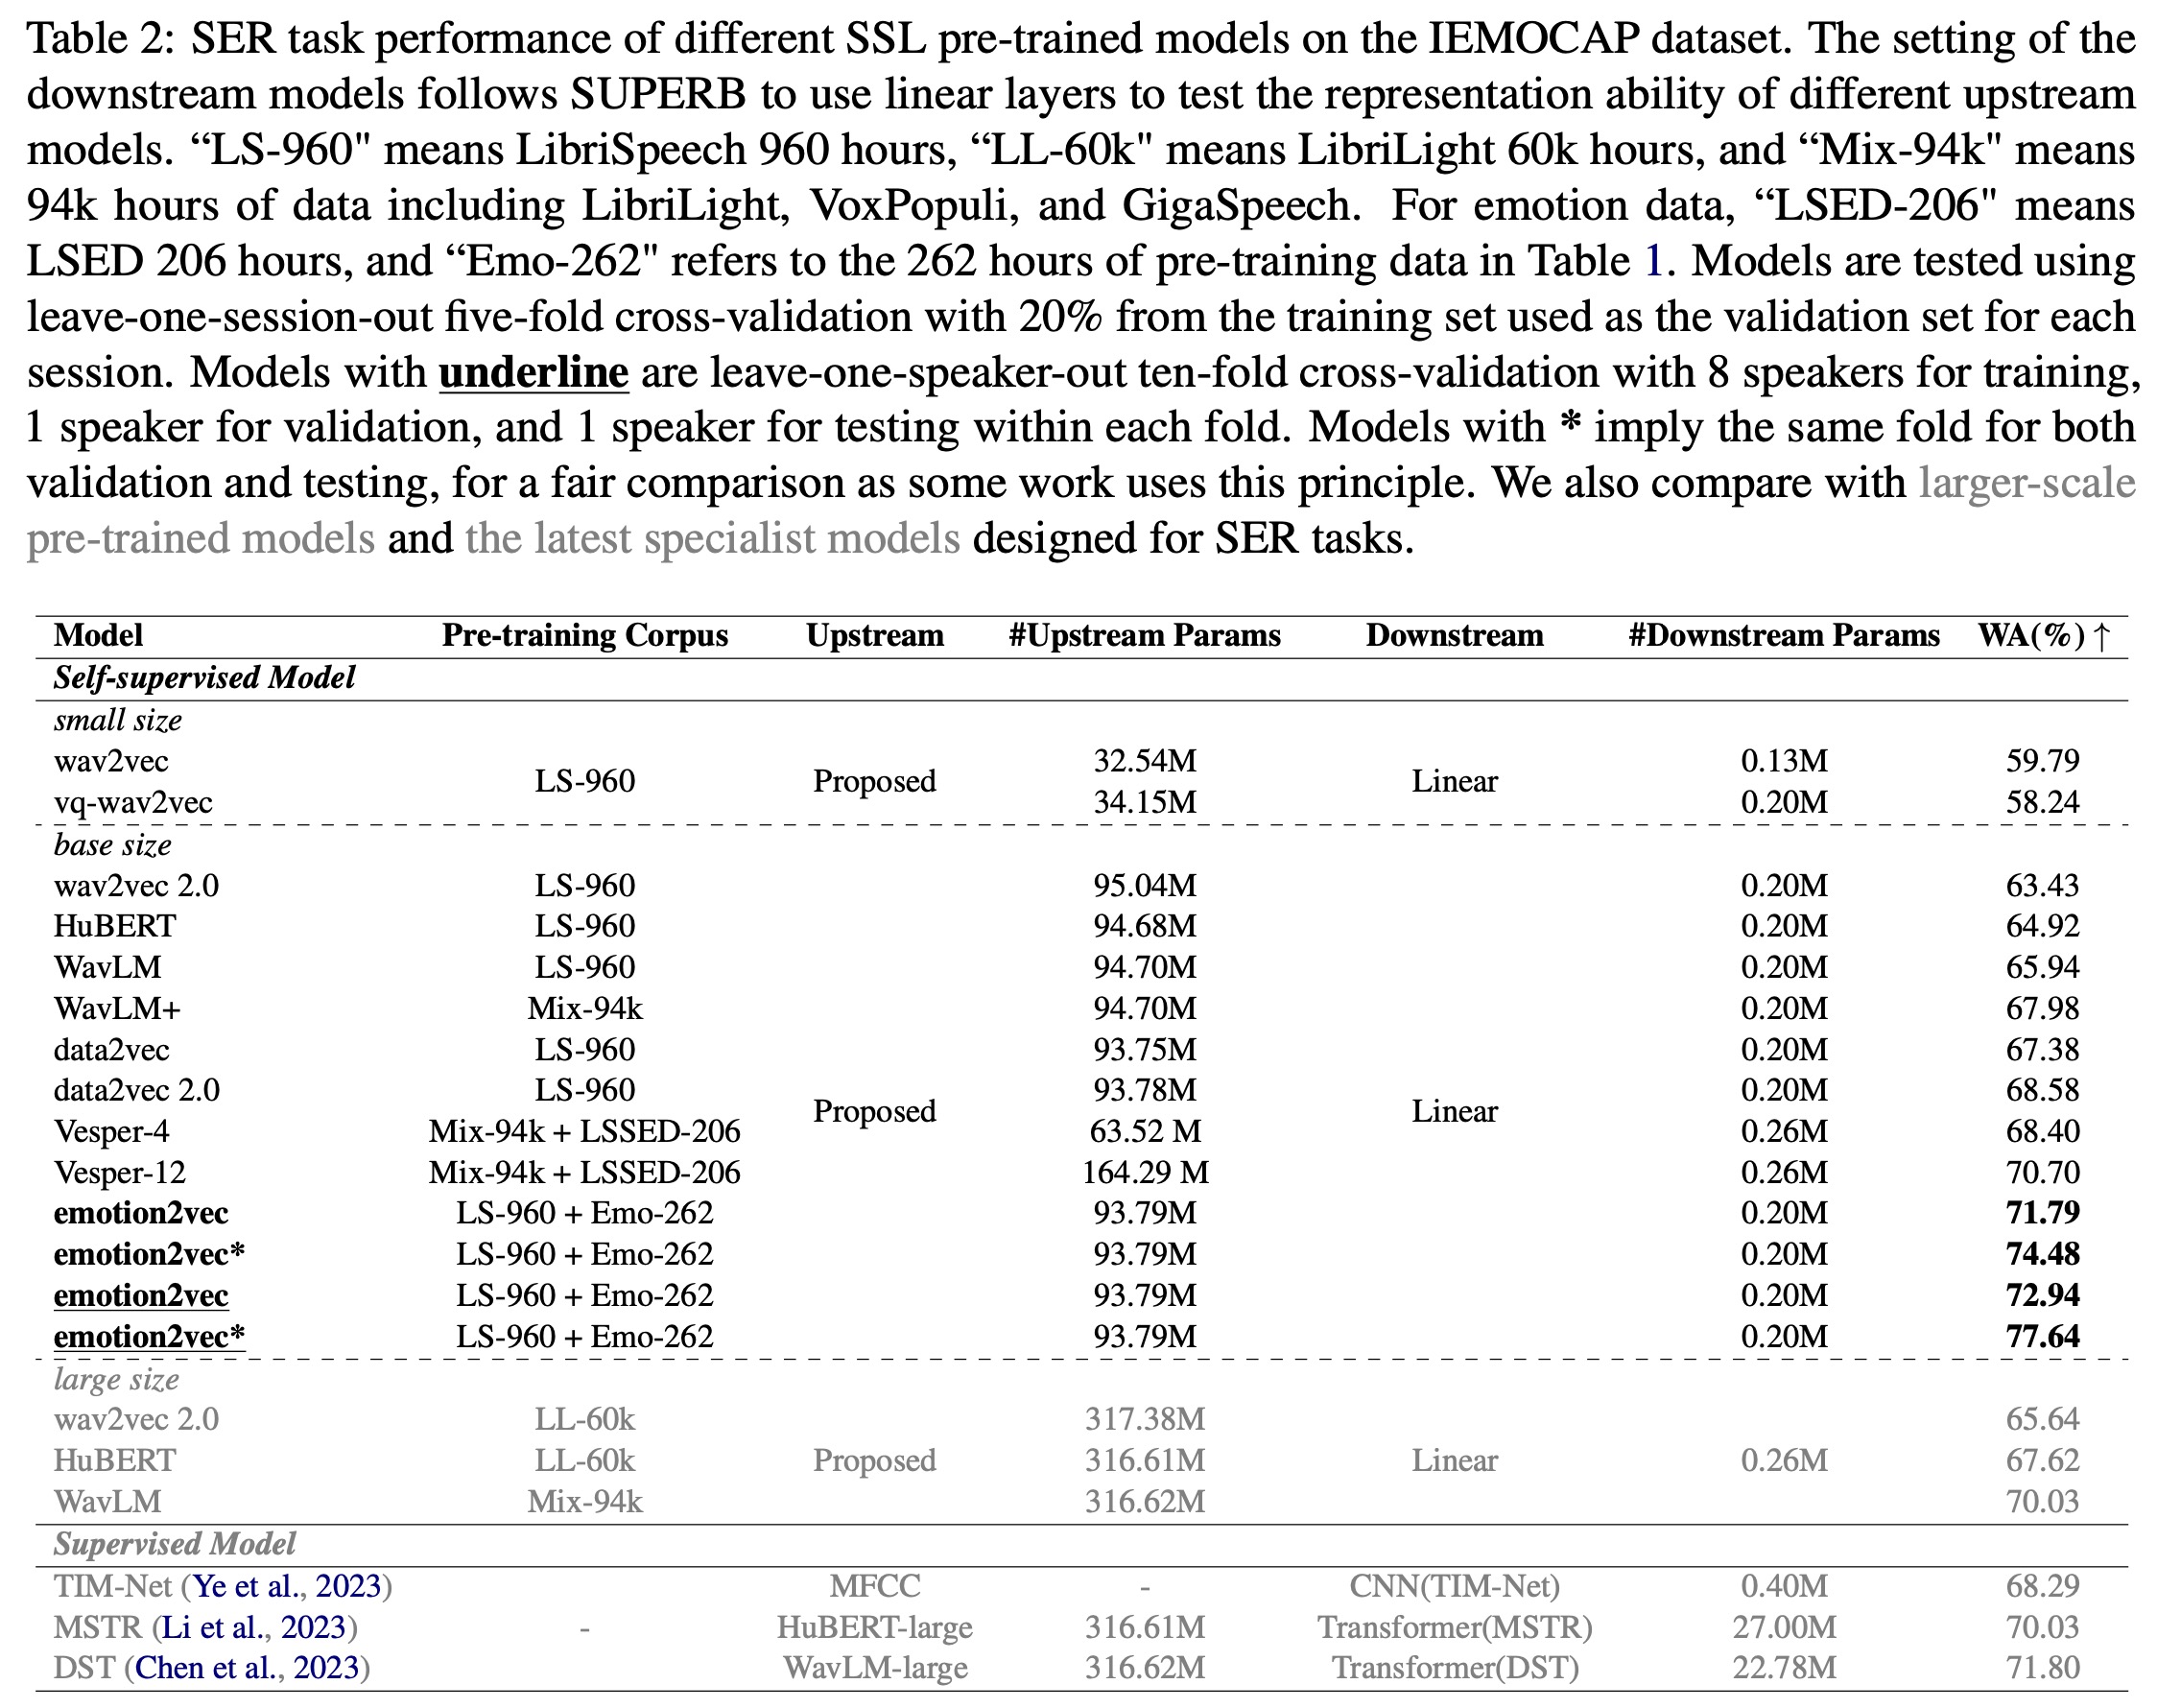 Table 2: SER task performance of different SSL pre-trained models on the IEMOCAP dataset. The setting of the
downstream models follows SUPERB to use linear layers to test the representation ability of different upstream
models. “LS-960" means LibriSpeech 960 hours, “LL-60k" means LibriLight 60k hours, and “Mix-94k" means
94k hours of data including LibriLight, VoxPopuli, and GigaSpeech. For emotion data, “LSED-206" means
LSED 206 hours, and “Emo-262" refers to the 262 hours of pre-training data in Table 1. Models are tested using
leave-one-session-out five-fold cross-validation with 20% from the training set used as the validation set for each
session. Models with underline are leave-one-speaker-out ten-fold cross-validation with 8 speakers for training,
1 speaker for validation, and 1 speaker for testing within each fold. Models with * imply the same fold for both
validation and testing, for a fair comparison as some work uses this principle. We also compare with larger-scale
pre-trained models and the latest specialist models designed for SER tasks.
Model Pre-training Corpus Upstream #Upstream Params Downstream #Downstream Params WA(%) ↑
Self-supervised Model
small size
wav2vec 32.54M 0.13M 59.79
LS-960 Proposed Linear
vq-wav2vec 34.15M 0.20M 58.24
base size
wav2vec 2.0 LS-960 95.04M 0.20M 63.43
HuBERT LS-960 94.68M 0.20M 64.92
WavLM LS-960 94.70M 0.20M 65.94
WavLM+ Mix-94k 94.70M 0.20M 67.98
data2vec LS-960 93.75M 0.20M 67.38
data2vec 2.0 LS-960 93.78M 0.20M 68.58
Proposed Linear
Vesper-4 Mix-94k + LSSED-206 63.52 M 0.26M 68.40
Vesper-12 Mix-94k + LSSED-206 164.29 M 0.26M 70.70
emotion2vec LS-960 + Emo-262 93.79M 0.20M 71.79
emotion2vec* LS-960 + Emo-262 93.79M 0.20M 74.48
emotion2vec LS-960 + Emo-262 93.79M 0.20M 72.94
emotion2vec* LS-960 + Emo-262 93.79M 0.20M 77.64
large size
wav2vec 2.0 LL-60k 317.38M 65.64
HuBERT LL-60k Proposed 316.61M Linear 0.26M 67.62
WavLM Mix-94k 316.62M 70.03
Supervised Model
TIM-Net (Ye et al., 2023) MFCC - CNN(TIM-Net) 0.40M 68.29
MSTR (Li et al., 2023) - HuBERT-large 316.61M Transformer(MSTR) 27.00M 70.03
DST (Chen et al., 2023) WavLM-large 316.62M Transformer(DST) 22.78M 71.80